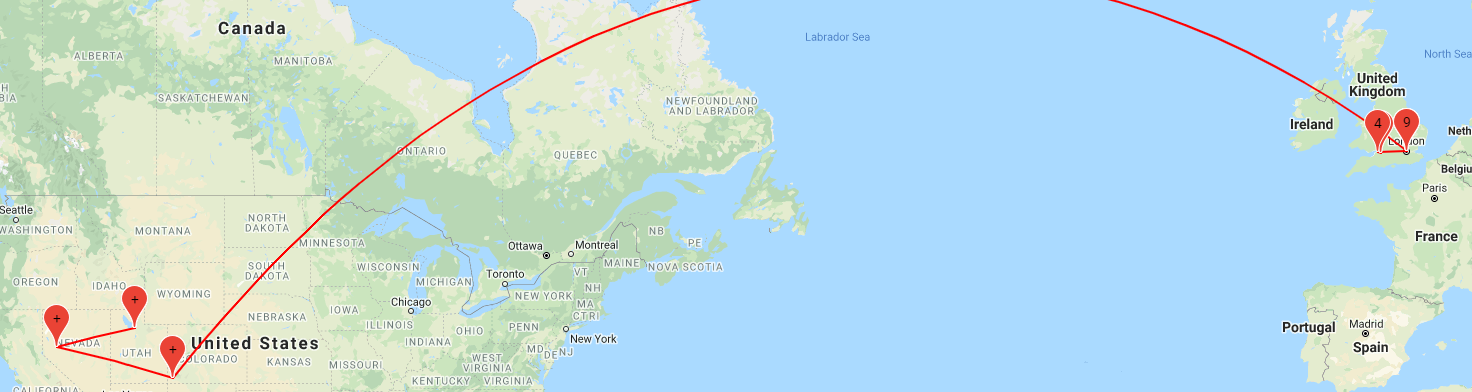 Canada
Labrador Sea
North Sea
ALBERTA
MANITOBA
United
Kingdom
SASKATCHEWAN
NEWFOUNDLAND
AND LABRADOR
4
9
Ireland
London
Neth
ONTARIO
QUEBEC
Belgiu
Paris
Seattle
WASHINGTON
NORTH
DAKOTA
MONTANA
MINNESOTA
NB
PE
Ottawa
Montreal
France
WISCONSIN
MICHIGAN
MAINE
NOVA SCOTIA
SOUTH
DAKOTA
Toronto
VT
NH
OREGON
IDAHO
WYOMING
NEW YORK
MA
CT
RI
Chicago
IOWA
NEBRASKA
ILLINOIS
OHIO
PENN
New York
Portugal
Madrid
Spain
+
+
+
NEVADA
UTAH
United States
COLORADO
KANSAS
MISSOURI
INDIANA
WEST
VIRGINIA
MD
DE
NJ
KENTUCKY
VIRGINIA
CALIFORNIA